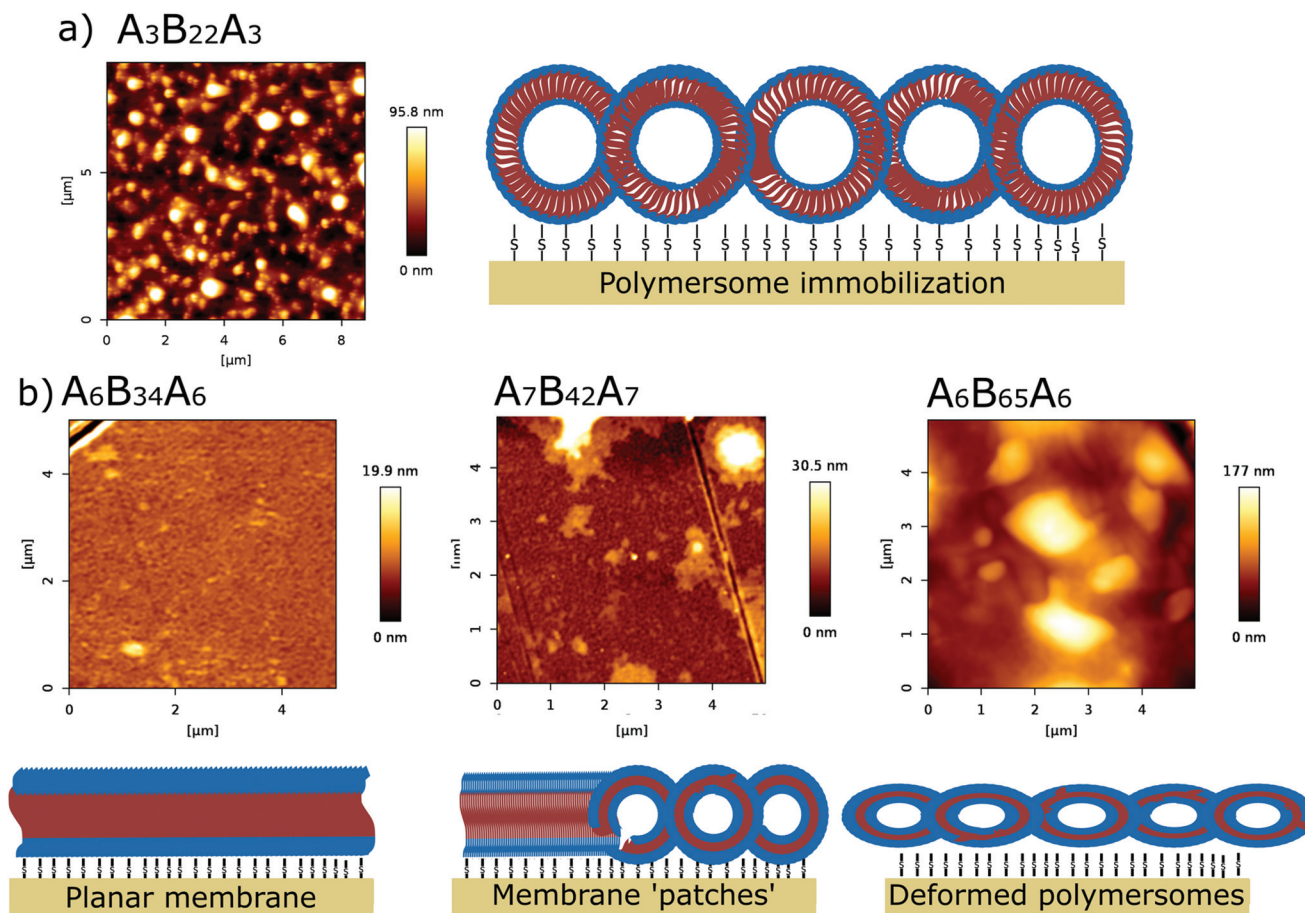 a) A3B22A3
95.8 nm
0 nm
[µm]
5
0
0 2 4 6 8
[µm]
S S S S S S S S S S S S S S S S S S S S S S S S
Polymersome immobilization
b) A6B34A6
19.9 nm
0 nm
[µm]
4
2
0
0 2 4
[µm]
A7B42A7
30.5 nm
0 nm
4
3
2
1
0
0 1 2 3 4
[µm]
A6B65A6
177 nm
0 nm
[µm]
4
3
2
1
0
0 1 2 3 4
[µm]
Planar membrane
Membrane 'patches'
Deformed polymersomes